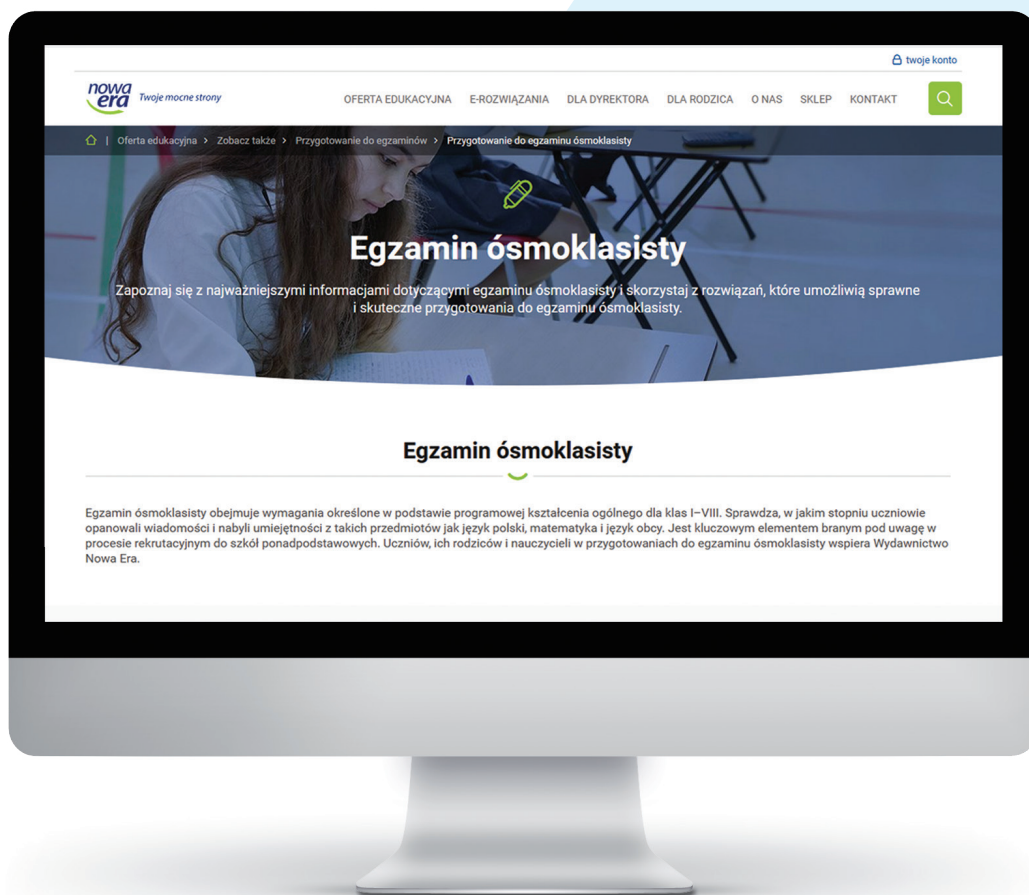 twoje konto
nowa era Twoje mocne strony
OFERTA EDUKACYJNA E-ROZWIĄZANIA DLA DYREKTORA DLA RODZICA O NAS SKLEP KONTAKT
| Oferta edukacyjna > Zobacz także > Przygotowanie do egzaminów > Przygotowanie do egzaminu ósmoklasisty
Egzamin ósmoklasisty
Zapoznaj się z najważniejszymi informacjami dotyczącymi egzaminu ósmoklasisty i skorzystaj z rozwiązań, które umożliwią sprawne
i skuteczne przygotowania do egzaminu ósmoklasisty.
Egzamin ósmoklasisty
Egzamin ósmoklasisty obejmuje wymagania określone w podstawie programowej kształcenia ogólnego dla klas I–VIII. Sprawdza, w jakim stopniu uczniowie
opanowali wiadomości i nabyli umiejętności z takich przedmiotów jak język polski, matematyka i język obcy. Jest kluczowym elementem branym pod uwagę w
procesie rekrutacyjnym do szkół ponadpodstawowych. Uczniów, ich rodziców i nauczycieli w przygotowaniach do egzaminu ósmoklasisty wspiera Wydawnictwo
Nowa Era.